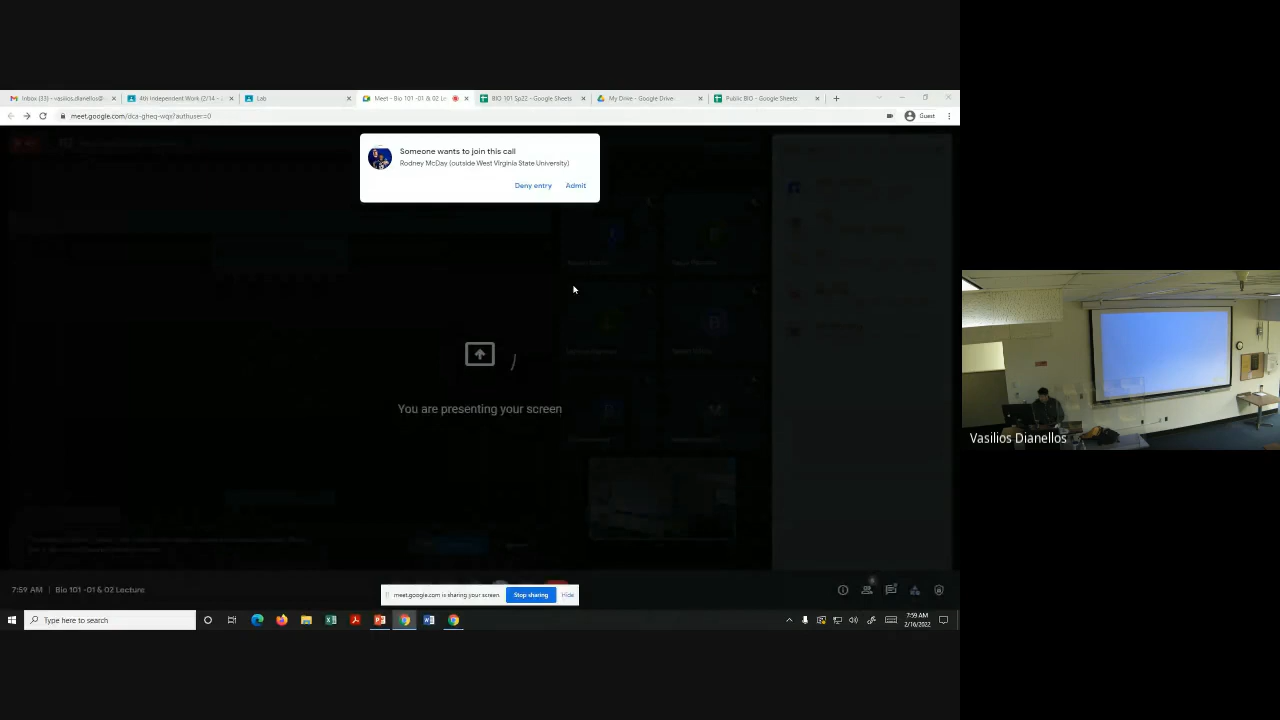 Inbox (33) - vasilios.dianellos@
4th Independent Work (2/14 -
Lab
Meet - Bio 101 -01 & 02 Le
BIO 101 Sp22 - Google Sheets
My Drive - Google Drive
Public BIO - Google Sheets
meet.google.com/dca-gheq-wqx?authuser=0
Guest
Someone wants to join this call
Rodney McDay (outside West Virginia State University)
Deny entry
Admit
You are presenting your screen
Vasilios Dianellos
7:59 AM | Bio 101 -01 & 02 Lecture
meet.google.com is sharing your screen.
Stop sharing
Hide
Type here to search
7:59 AM
2/16/2022